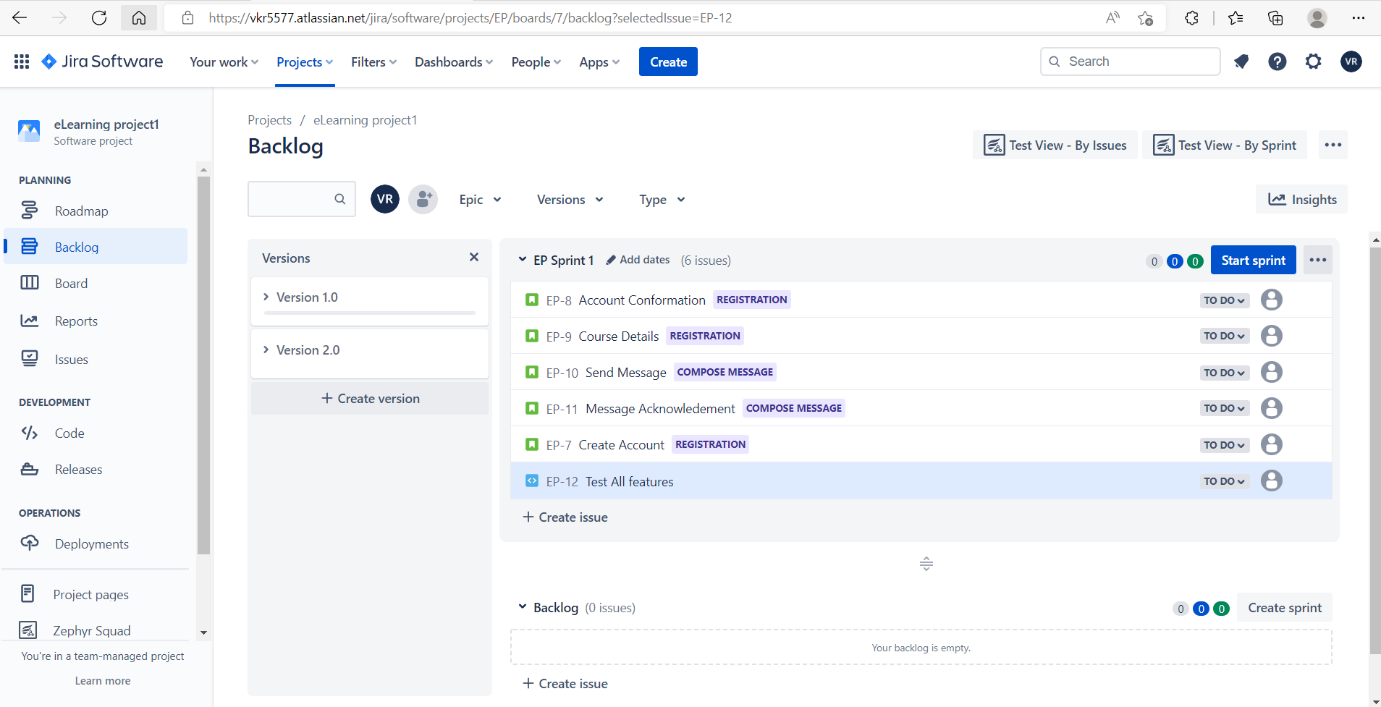 https://vkr5577.atlassian.net/jira/software/projects/EP/boards/7/backlog?selectedIssue=EP-12
Jira Software Your work Projects Filters Dashboards People Apps Create Search VR
eLearning project1
Software project
PLANNING
Roadmap
Backlog
Board
Reports
Issues
DEVELOPMENT
Code
Releases
OPERATIONS
Deployments
Project pages
Zephyr Squad
You're in a team-managed project
Learn more
Projects / eLearning project1
Backlog
Test View - By Issues Test View - By Sprint
VR Epic Versions Type Insights
Versions
Version 1.0
Version 2.0
+ Create version
EP Sprint 1 Add dates (6 issues) 0 0 0 Start sprint
EP-8 Account Conformation REGISTRATION TO DO
EP-9 Course Details REGISTRATION TO DO
EP-10 Send Message COMPOSE MESSAGE TO DO
EP-11 Message Acknowledement COMPOSE MESSAGE TO DO
EP-7 Create Account REGISTRATION TO DO
EP-12 Test All features TO DO
+ Create issue
Backlog (0 issues) 0 0 0 Create sprint
Your backlog is empty.
+ Create issue